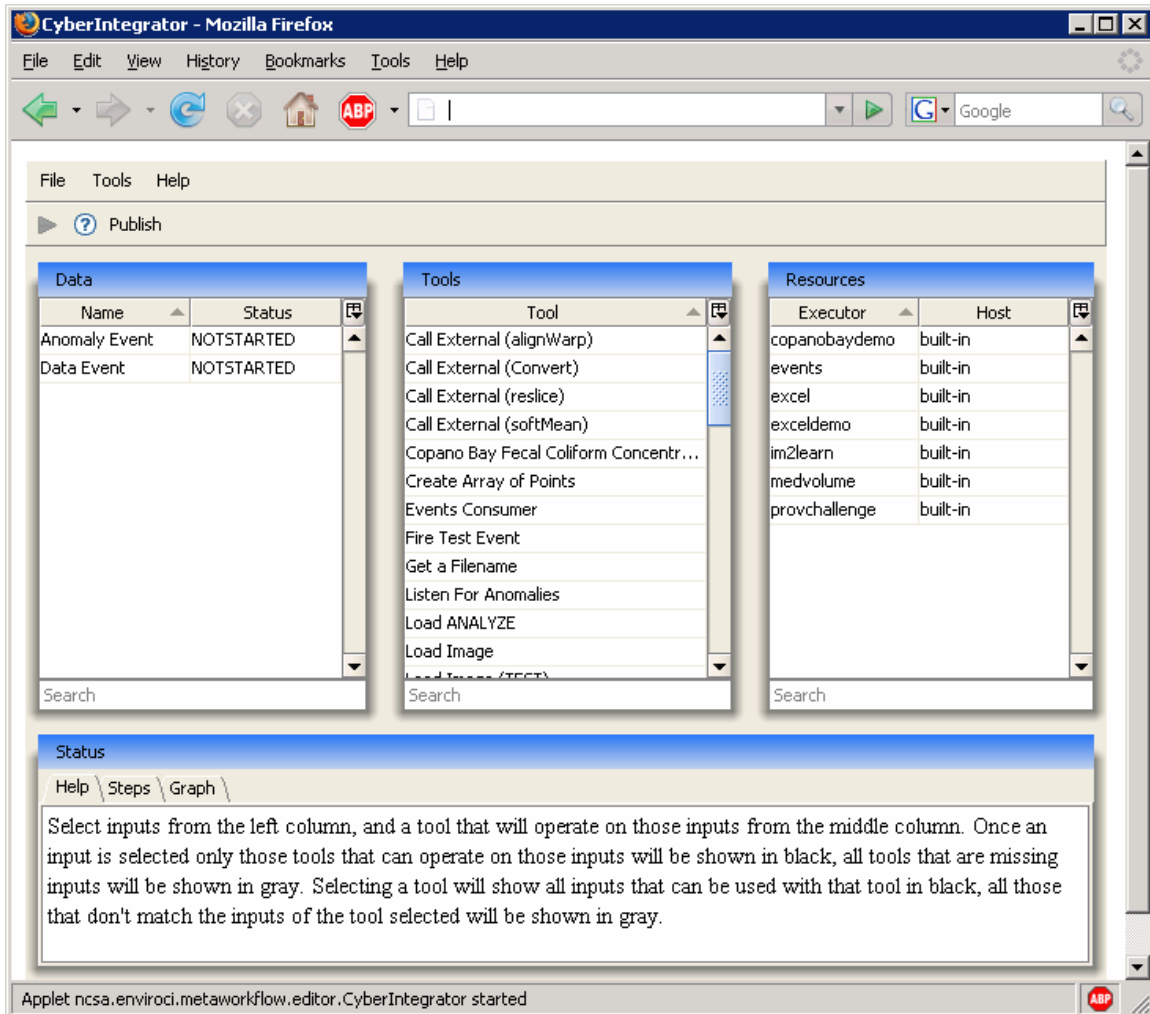 CyberIntegrator - Mozilla Firefox
File Edit View History Bookmarks Tools Help
ABP G Google
File Tools Help
? Publish
Data
Name Status
Anomaly Event NOTSTARTED
Data Event NOTSTARTED
Search
Tools
Tool
Call External (alignWarp)
Call External (Convert)
Call External (reslice)
Call External (softMean)
Copano Bay Fecal Coliform Concentr...
Create Array of Points
Events Consumer
Fire Test Event
Get a Filename
Listen For Anomalies
Load ANALYZE
Load Image
Load Image (TEST)
Search
Resources
Executor Host
copanobaydemo built-in
events built-in
excel built-in
exceldemo built-in
im2learn built-in
medvolume built-in
provchallenge built-in
Search
Status
Help Steps Graph
Select inputs from the left column, and a tool that will operate on those inputs from the middle column. Once an
input is selected only those tools that can operate on those inputs will be shown in black, all tools that are missing
inputs will be shown in gray. Selecting a tool will show all inputs that can be used with that tool in black, all those
that don't match the inputs of the tool selected will be shown in gray.
Applet ncsa.enviroci.metaworkflow.editor.CyberIntegrator started
ABP